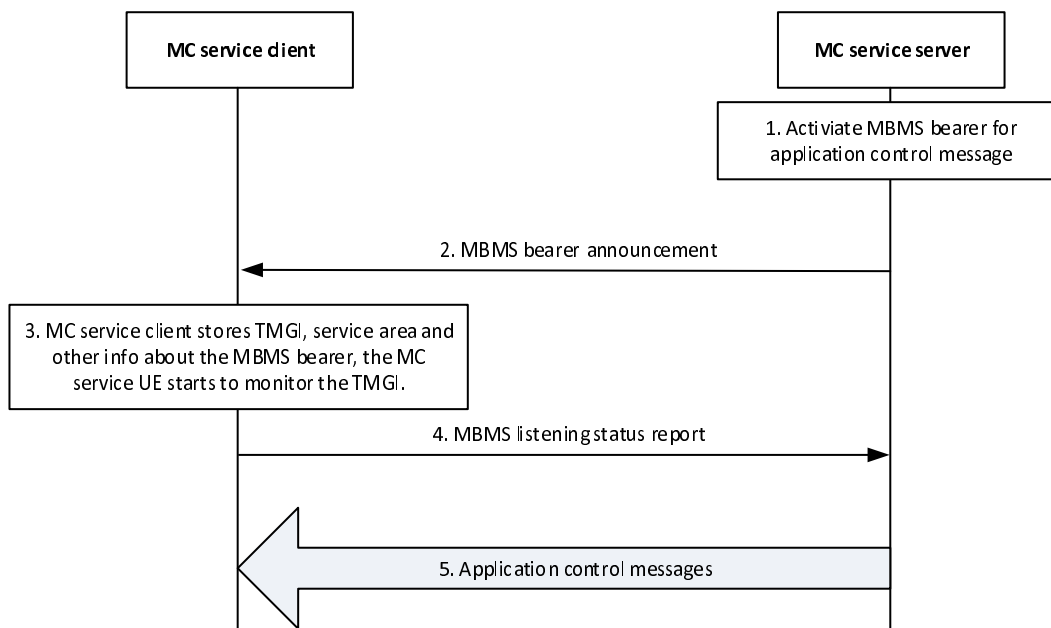 MC service client
MC service server
1. Activiate MBMS bearer for
application control message
2. MBMS bearer announcement
3. MC service client stores TMGI, service area and
other info about the MBMS bearer, the MC
service UE starts to monitor the TMGI.
4. MBMS listening status report
5. Application control messages